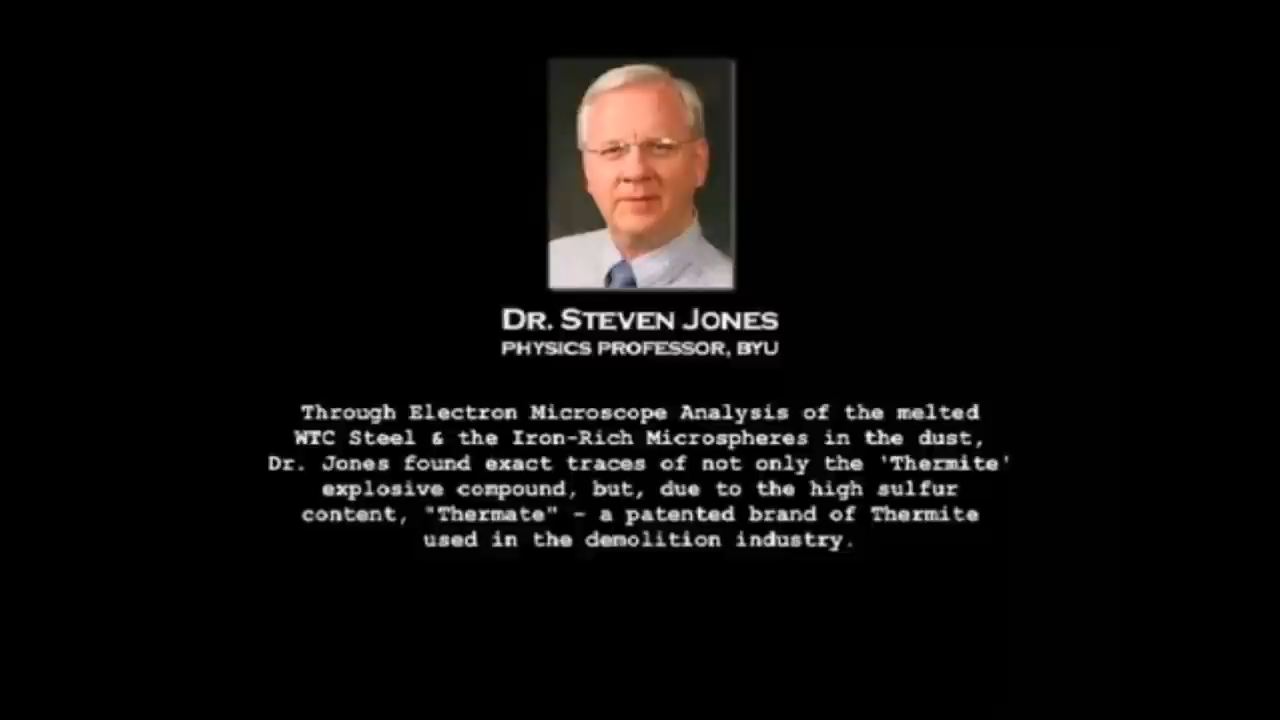 DR. STEVEN JONES
PHYSICS PROFESSOR, BYU
Through Electron Microscope Analysis of the melted
WTC Steel & the Iron-Rich Microspheres in the dust,
Dr. Jones found exact traces of not only the 'Thermite'
explosive compound, but, due to the high sulfur
content, "Thermate" - a patented brand of Thermite
used in the demolition industry.